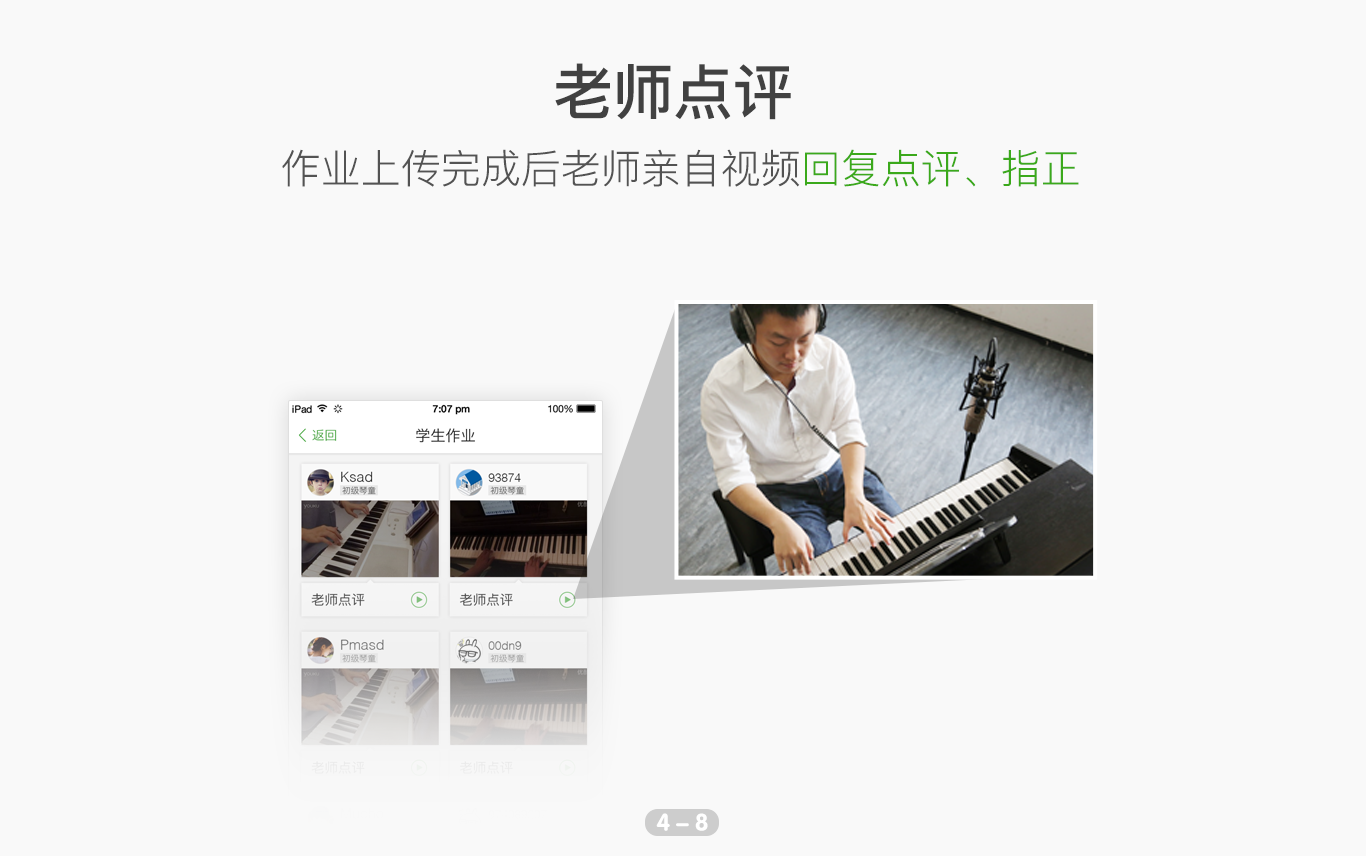 老师点评
作业上传完成后老师亲自视频回复点评、指正
iPad 7:07 pm 100%
返回 学生作业
Ksad
初级琴童
93874
初级琴童
老师点评
老师点评
Pmasd
初级琴童
00dn9
初级琴童
老师点评
老师点评
4 – 8